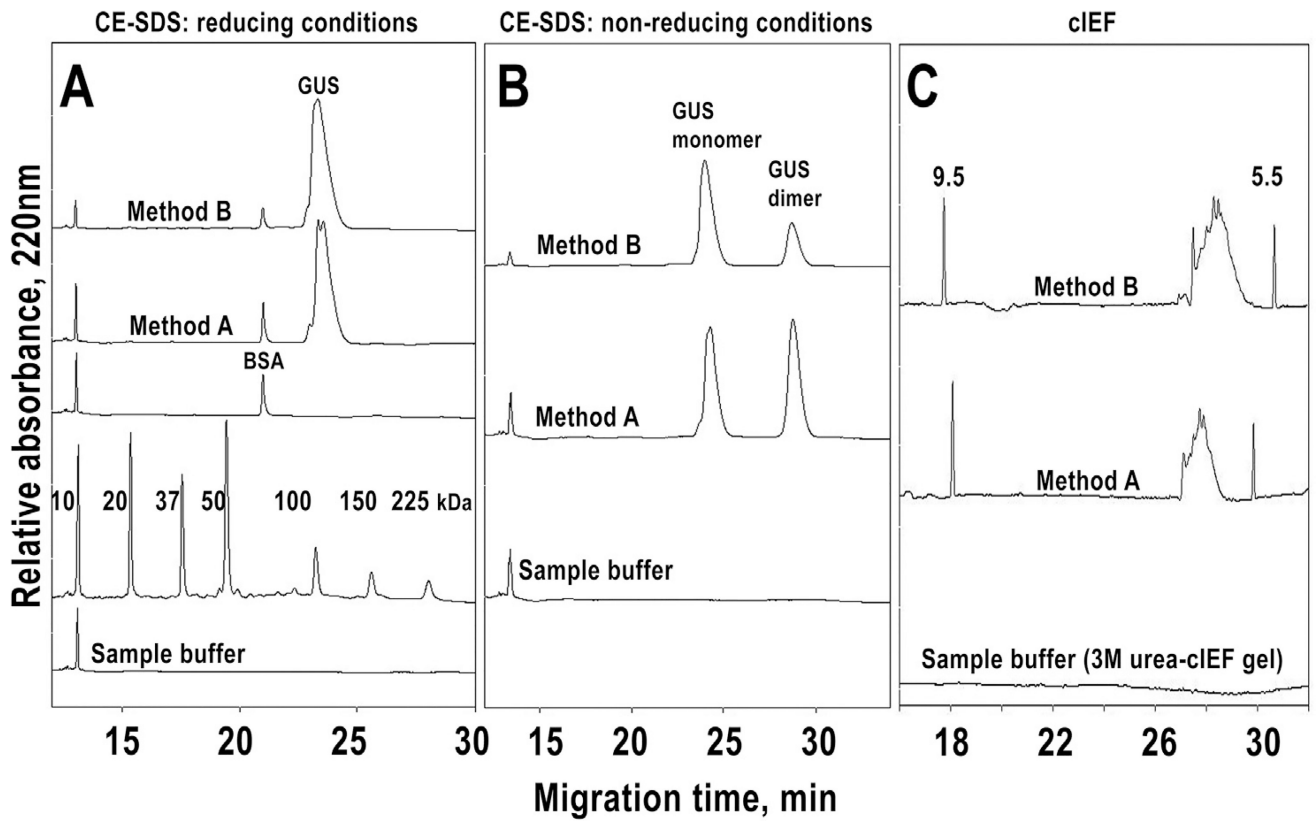 CE-SDS: reducing conditions
CE-SDS: non-reducing conditions
cIEF
Relative absorbance, 220nm
A
GUS
Method B
Method A
BSA
10 20 37 50 100 150 225 kDa
Sample buffer
15 20 25 30
B
GUS
monomer
GUS
dimer
Method B
Method A
Sample buffer
15 20 25 30
C
9.5 5.5
Method B
Method A
Sample buffer (3M urea-cIEF gel)
18 22 26 30
Migration time, min